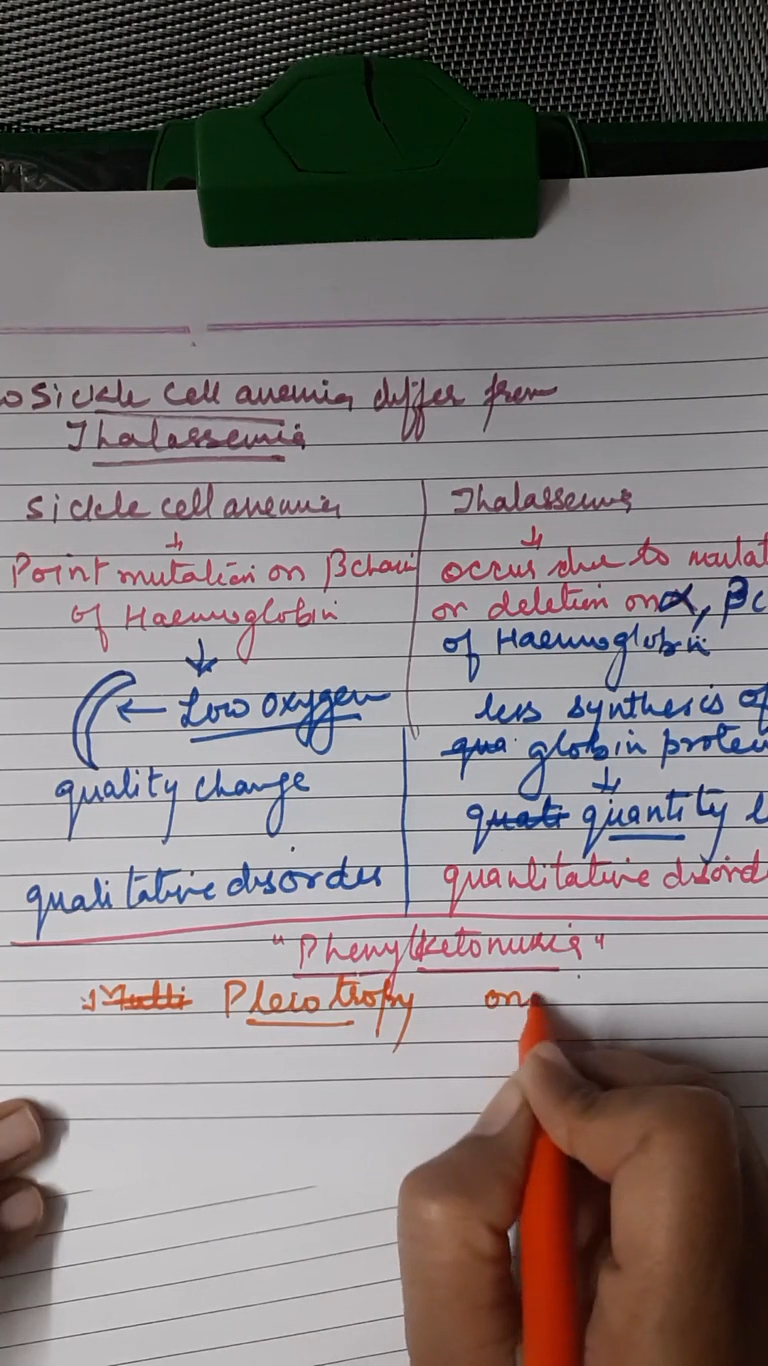 Sickle cell anemia differ from
Thalassemia
Sickle cell anemia
Point mutation on β chain
of Haemoglobin
Low oxygen
quality change
qualitative disorder
Thalassemia
occurs due to mutat
or deletion on α, β c
of Haemoglobin
less synthesis of
globin protein
quantity l
quantitative disord
"Phenylketonuria"
Pleiotropy on